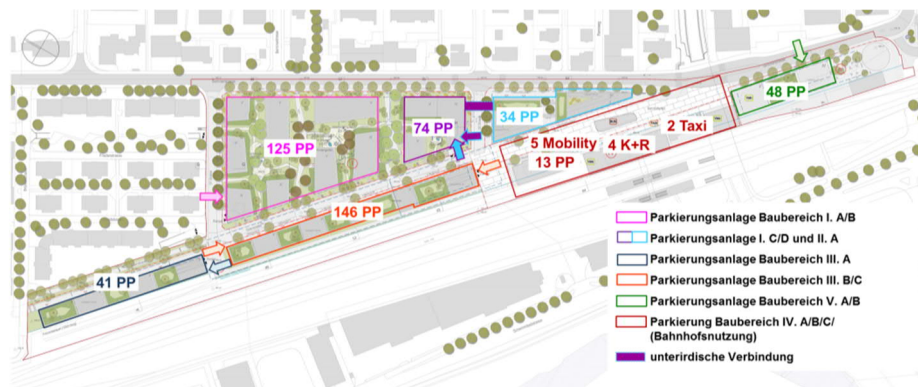 48 PP
74 PP
34 PP
2 Taxi
125 PP
5 Mobility
4 K+R
13 PP
146 PP
41 PP
Parkierungsanlage Baubereich I. A/B
Parkierungsanlage I. C/D und II. A
Parkierungsanlage Baubereich III. A
Parkierungsanlage Baubereich III. B/C
Parkierungsanlage Baubereich V. A/B
Parkierung Baubereich IV. A/B/C/
(Bahnhofsnutzung)
unterirdische Verbindung